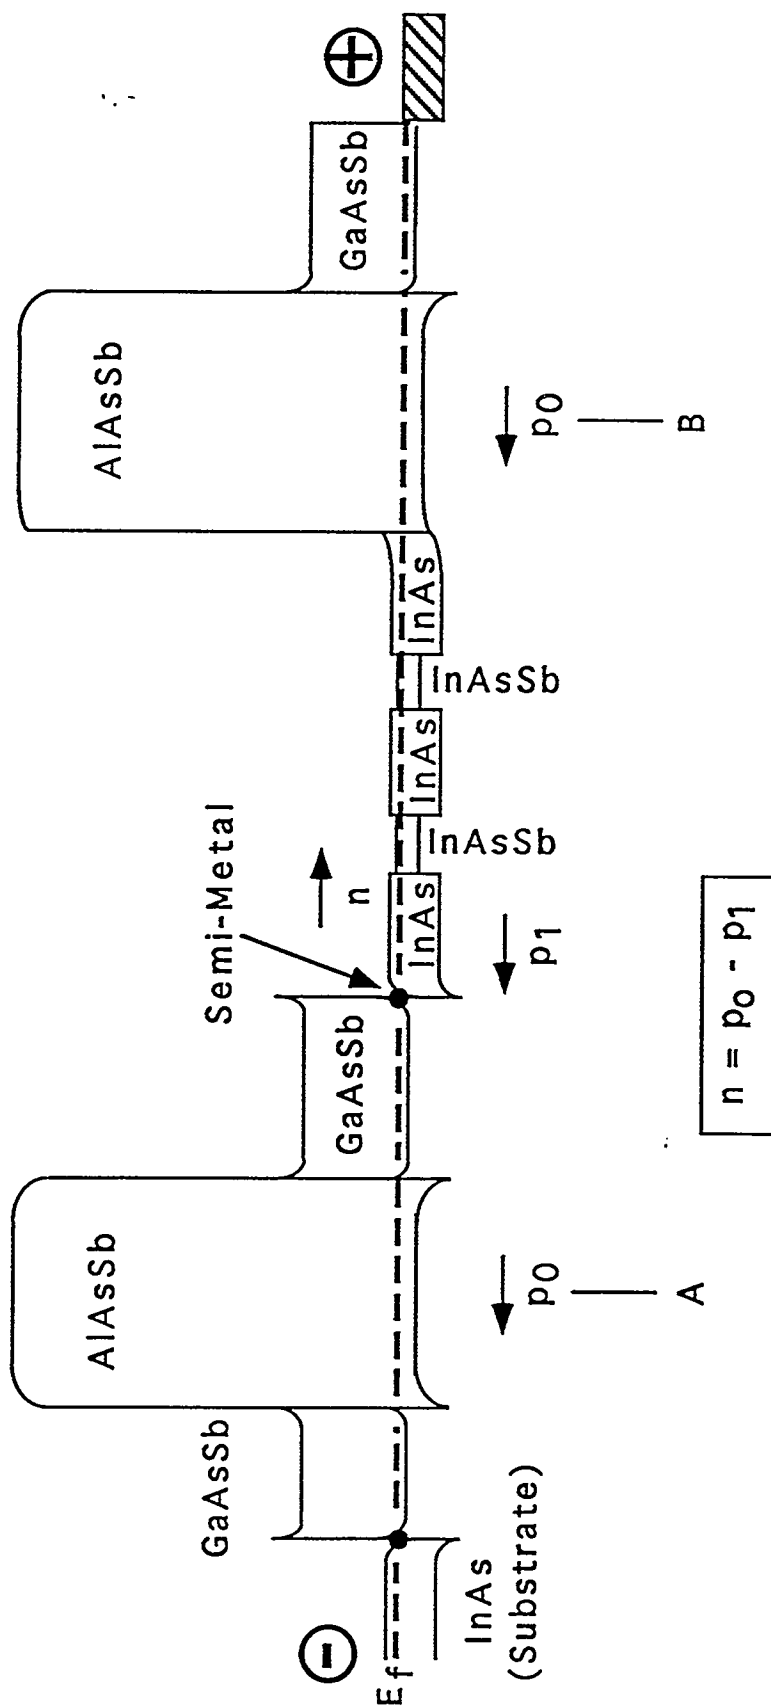 AlAsSb
AlAsSb
GaAsSb
Semi-Metal
GaAsSb
GaAsSb
n
Ef
InAs
InAs
InAs
InAsSb
InAsSb
InAs
(Substrate)
p0
p1
p0
A
B
n = p0 - p1